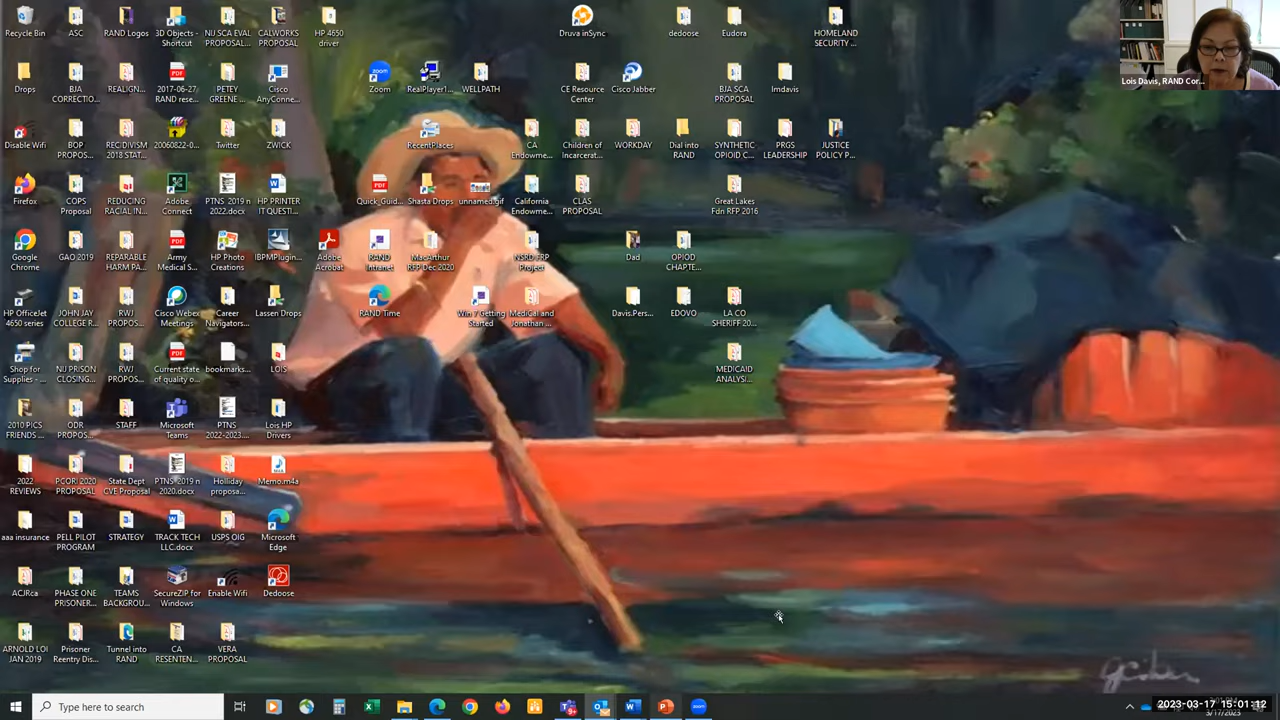 Recycle Bin
ASC
RAND Logos
3D Objects -
Shortcut
NIJ SCA EVAL
PROPOSAL...
CALWORKS
PROPOSAL
HP 4650
driver
Druva inSync
dedoose
Eudora
HOMELAND
SECURITY ...
Lois Davis, RAND Cor...
Drops
BJA
CORRECTIO...
REALIGN...
2017-06-27
RAND rese...
PETEY
GREENE ...
Cisco
AnyConne...
Zoom
RealPlayer1...
WELLPATH
CE Resource
Center
Cisco Jabber
BJA SCA
PROPOSAL
lmdavis
Disable Wifi
BOP
PROPOS...
RECIDIVISM
2018 STAT...
20060822-0...
Twitter
ZWICK
RecentPlaces
CA
Endowme...
Children of
Incarcerat...
WORKDAY
Dial into
RAND
SYNTHETIC
OPIOID C...
PRGS
LEADERSHIP
JUSTICE
POLICY P...
Firefox
COPS
Proposal
REDUCING
RACIAL IN...
Adobe
Connect
PTNS_2019 n
2022.docx
HP PRINTER
IT QUESTI...
Quick_Guid...
Shasta Drops
unnamed.gif
California
Endowme...
CLAS
PROPOSAL
Great Lakes
Fdn RFP 2016
Google
Chrome
GAO 2019
REPARABLE
HARM PA...
Army
Medical S...
HP Photo
Creations
IBPMPlugin...
Adobe
Acrobat
RAND
Intranet
MacArthur
RFP Dec 2020
NSRD FRP
Project
Dad
OPIOD
CHAPTE...
HP OfficeJet
4650 series
JOHN JAY
COLLEGE R...
RWJ
PROPOS...
Cisco Webex
Meetings
Career
Navigators...
Lassen Drops
RAND Time
Win 7 Getting
Started
MediCal and
Jonathan ...
Davis.Pers...
EDOVO
LA CO
SHERIFF 20...
Shop for
Supplies - ...
NIJ PRISON
CLOSING...
RWJ
PROPOS...
Current state
of quality o...
bookmarks...
LOIS
MEDICAID
ANALYSI...
2010 PICS
FRIENDS ...
ODR
PROPOS...
STAFF
Microsoft
Teams
PTNS
2022-2023...
Lois HP
Drivers
2022
REVIEWS
PCORI 2020
PROPOSAL
State Dept
CVE Proposal
PTNS_2019 n
2020.docx
Holliday
proposa...
Memo.m4a
aaa insurance
PELL PILOT
PROGRAM
STRATEGY
TRACK TECH
LLC.docx
USPS OIG
Microsoft
Edge
ACJRca
PHASE ONE
PRISONER...
TEAMS
BACKGROU...
SecureZIP for
Windows
Enable Wifi
Dedoose
ARNOLD LOI
JAN 2019
Prisoner
Reentry Dis...
Tunnel into
RAND
CA
RESENTEN...
VERA
PROPOSAL
Type here to search
2023-03-17 15:01:12
3/17/2023